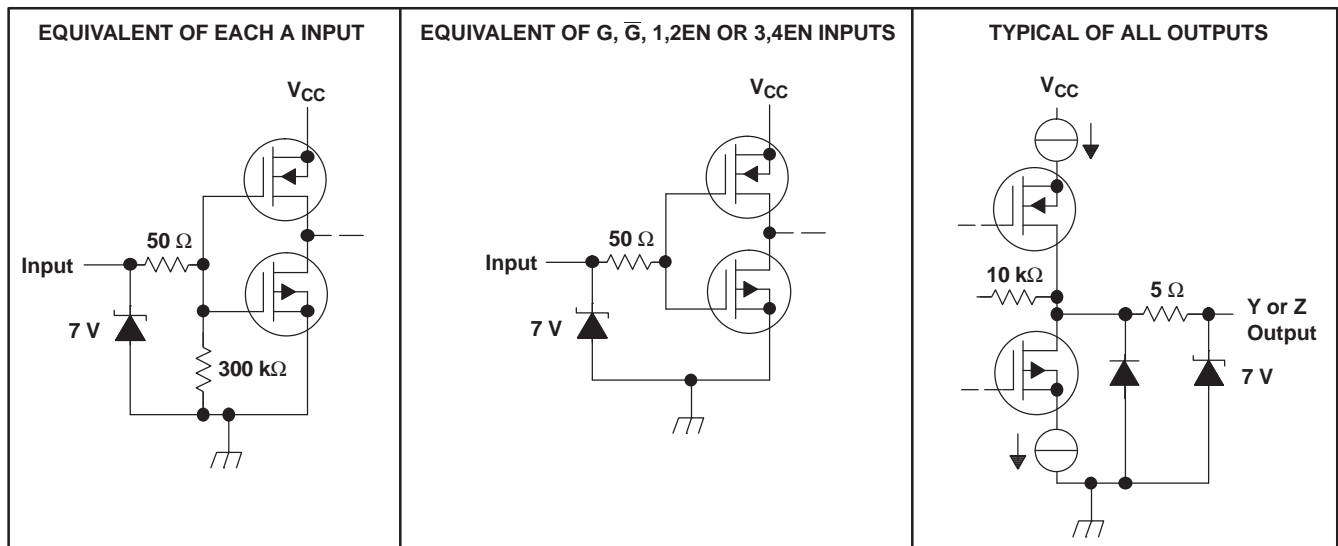 EQUIVALENT OF EACH A INPUT
VCC
50 Ω
Input
7 V
300 kΩ
EQUIVALENT OF G, G̅, 1,2EN OR 3,4EN INPUTS
VCC
50 Ω
Input
7 V
TYPICAL OF ALL OUTPUTS
VCC
10 kΩ
5 Ω
Y or Z
Output
7 V